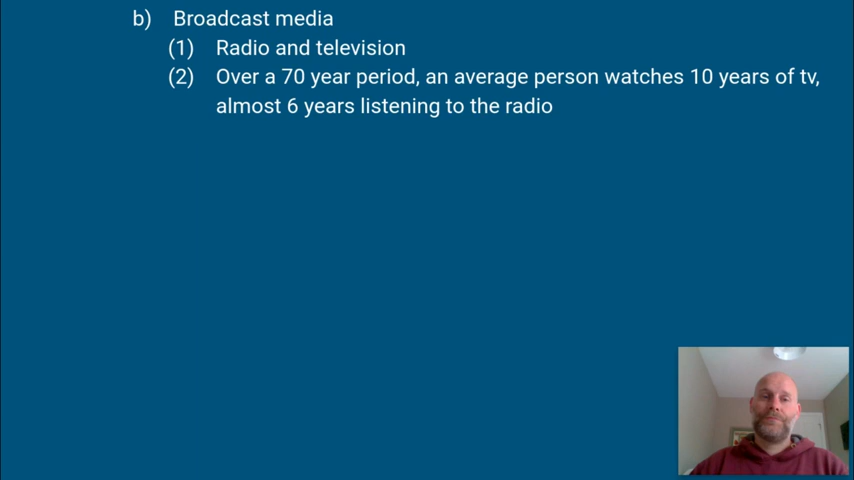 b) Broadcast media
(1) Radio and television
(2) Over a 70 year period, an average person watches 10 years of tv,
almost 6 years listening to the radio